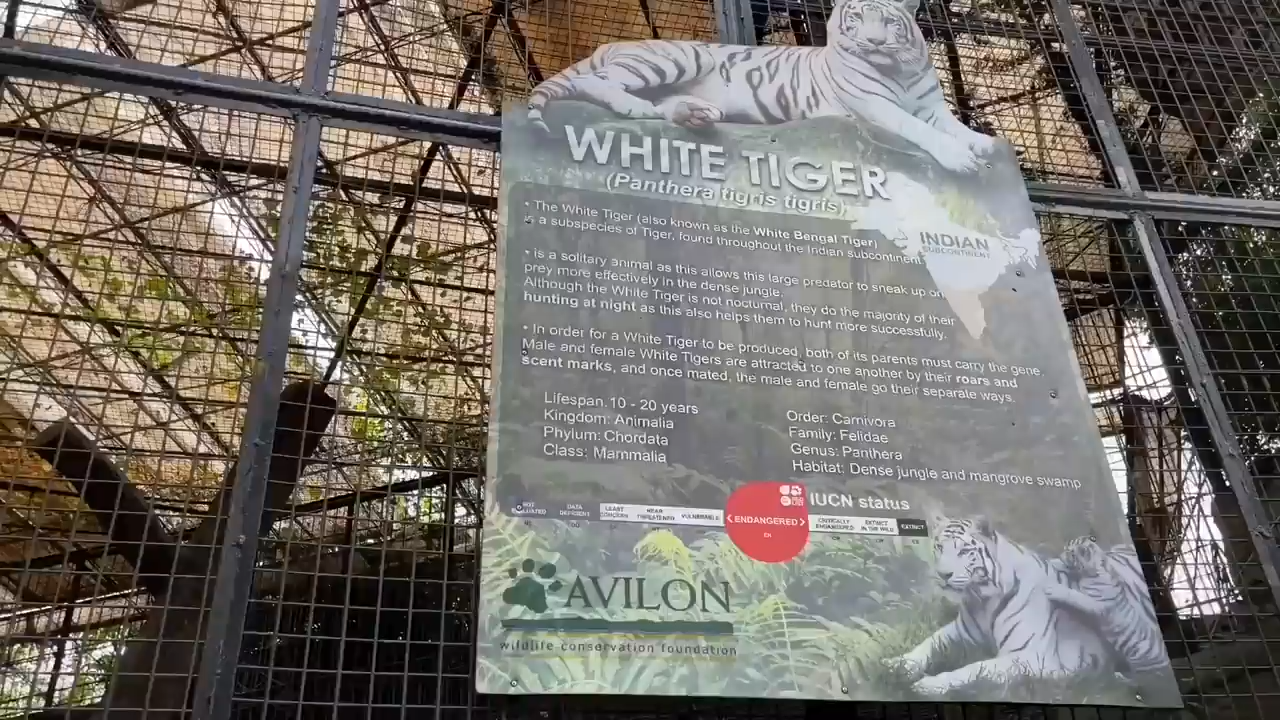 WHITE TIGER
(Panthera tigris tigris)
• The White Tiger (also known as the White Bengal Tiger)
is a subspecies of Tiger, found throughout the Indian subcontinent.
INDIAN
SUBCONTINENT
• is a solitary animal as this allows this large predator to sneak up on
prey more effectively in the dense jungle.
Although the White Tiger is not nocturnal, they do the majority of their
hunting at night as this also helps them to hunt more successfully.
• In order for a White Tiger to be produced, both of its parents must carry the gene.
Male and female White Tigers are attracted to one another by their roars and
scent marks, and once mated, the male and female go their separate ways.
Lifespan: 10 - 20 years
Kingdom: Animalia
Phylum: Chordata
Class: Mammalia
Order: Carnivora
Family: Felidae
Genus: Panthera
Habitat: Dense jungle and mangrove swamp
IUCN status
NOT EVALUATED
DATA DEFICIENT
LEAST CONCERN
NEAR THREATENED
VULNERABLE
< ENDANGERED >
EN
CRITICALLY ENDANGERED
EXTINCT IN THE WILD
EXTINCT
AVILON
wildlife conservation foundation